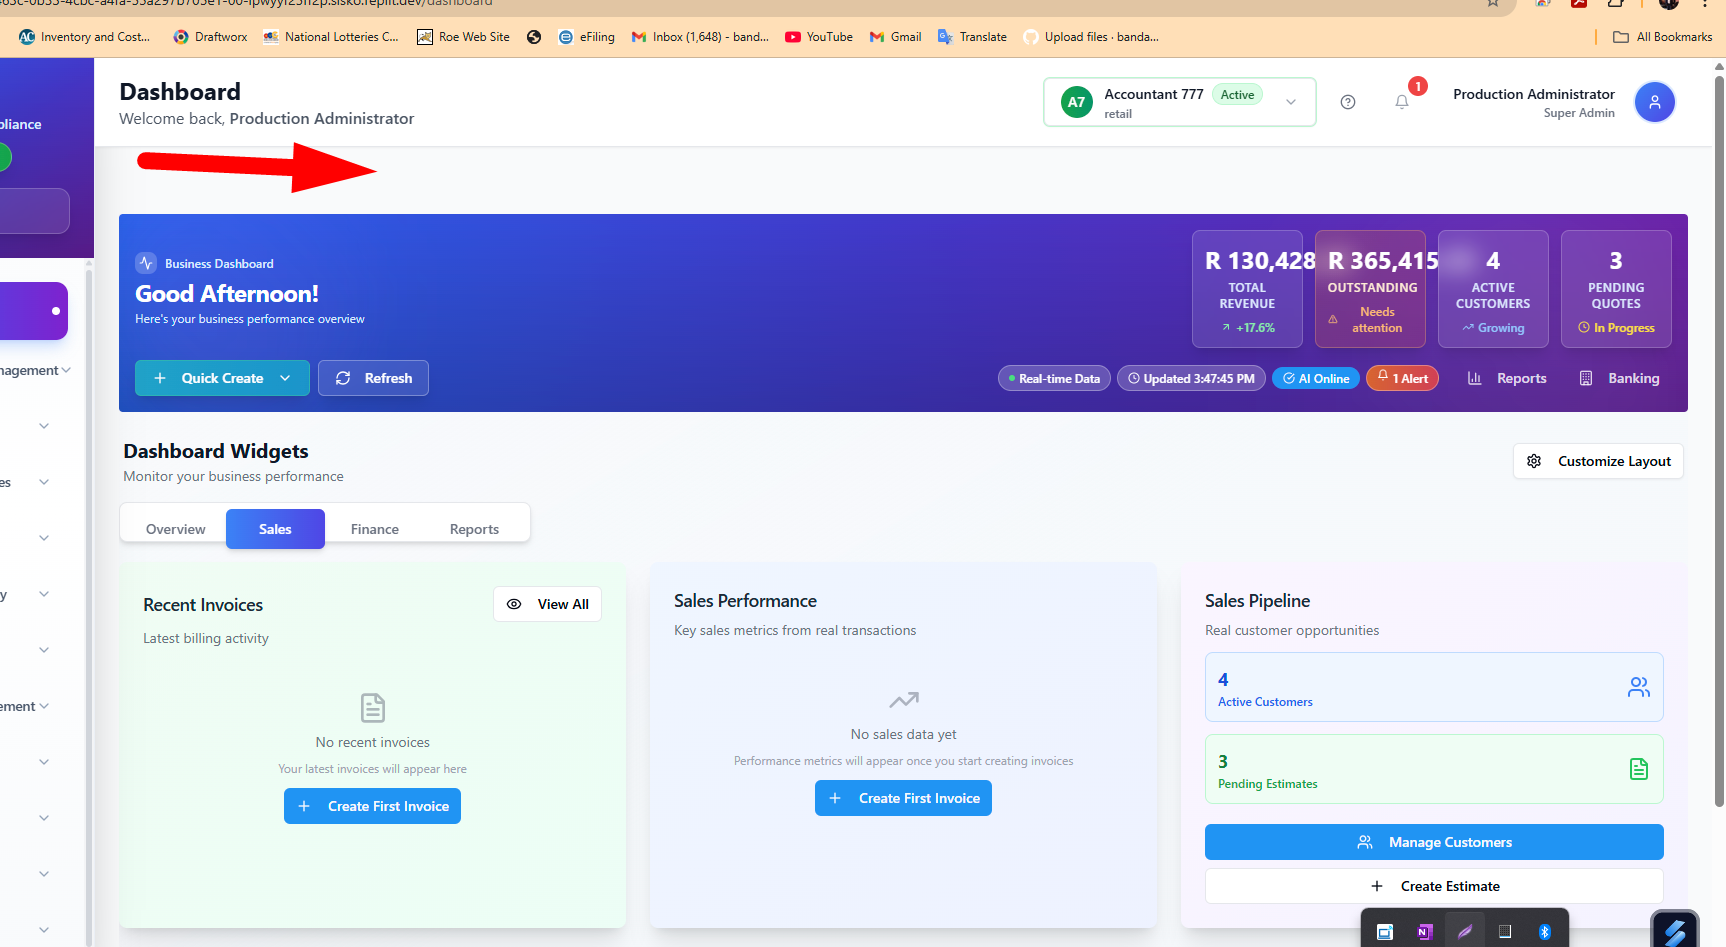 /dashboard
Inventory and Cost...
Draftworx
National Lotteries C...
Roe Web Site
eFiling
Inbox (1,648) - band...
YouTube
Gmail
Translate
Upload files · banda...
All Bookmarks
Dashboard
Welcome back, Production Administrator
A7
Accountant 777
Active
retail
1
Production Administrator
Super Admin
pliance
nagement
es
y
ement
Business Dashboard
Good Afternoon!
Here's your business performance overview
R 130,428
TOTAL
REVENUE
+17.6%
R 365,415
OUTSTANDING
Needs
attention
4
ACTIVE
CUSTOMERS
Growing
3
PENDING
QUOTES
In Progress
Quick Create
Refresh
Real-time Data
Updated 3:47:45 PM
AI Online
1 Alert
Reports
Banking
Dashboard Widgets
Monitor your business performance
Customize Layout
Overview
Sales
Finance
Reports
Recent Invoices
View All
Latest billing activity
No recent invoices
Your latest invoices will appear here
Create First Invoice
Sales Performance
Key sales metrics from real transactions
No sales data yet
Performance metrics will appear once you start creating invoices
Create First Invoice
Sales Pipeline
Real customer opportunities
4
Active Customers
3
Pending Estimates
Manage Customers
Create Estimate